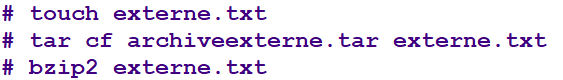 # touch externe.txt
# tar cf archiveexterne.tar externe.txt
# bzip2 externe.txt